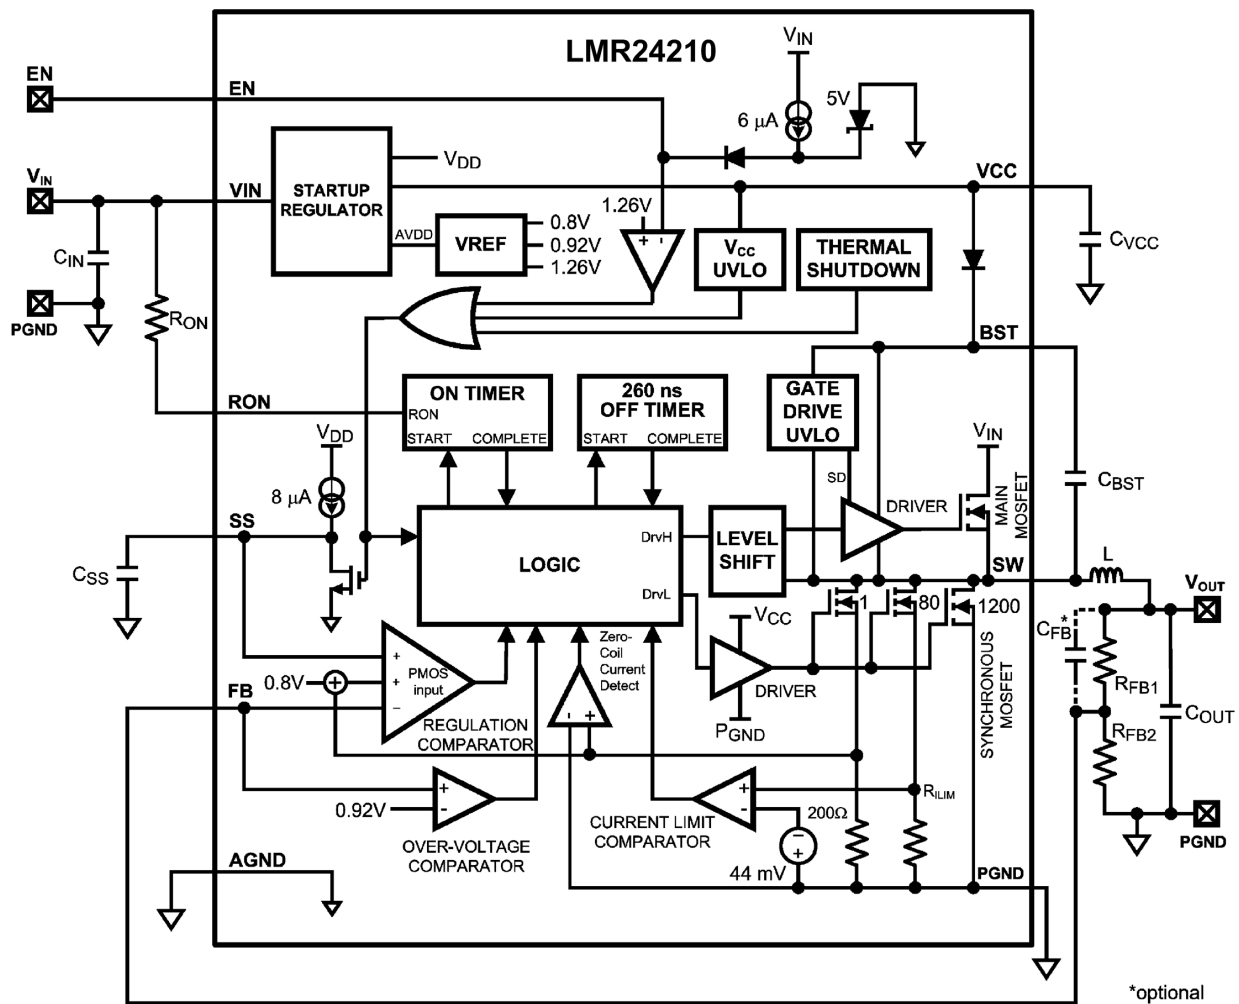 LMR24210
EN
EN
VIN
6 µA
5V
VIN
VIN
STARTUP
REGULATOR
VDD
VCC
AVDD
VREF
0.8V
0.92V
1.26V
1.26V
+
-
VCC
UVLO
THERMAL
SHUTDOWN
CVCC
CIN
PGND
RON
BST
RON
ON TIMER
RON
START
COMPLETE
260 ns
OFF TIMER
START
COMPLETE
GATE
DRIVE
UVLO
VIN
SD
DRIVER
MAIN
MOSFET
CBST
VDD
8 µA
SS
CSS
LOGIC
DrvH
DrvL
LEVEL
SHIFT
SW
L
VOUT
1
80
1200
VCC
DRIVER
PGND
SYNCHRONOUS
MOSFET
CFB*
RFB1
RFB2
COUT
Zero-
Coil
Current
Detect
-
+
+
+
−
PMOS
input
0.8V
+
FB
REGULATION
COMPARATOR
0.92V
+
−
OVER-VOLTAGE
COMPARATOR
+
−
CURRENT LIMIT
COMPARATOR
RILIM
200Ω
−
+
44 mV
PGND
PGND
AGND
*optional